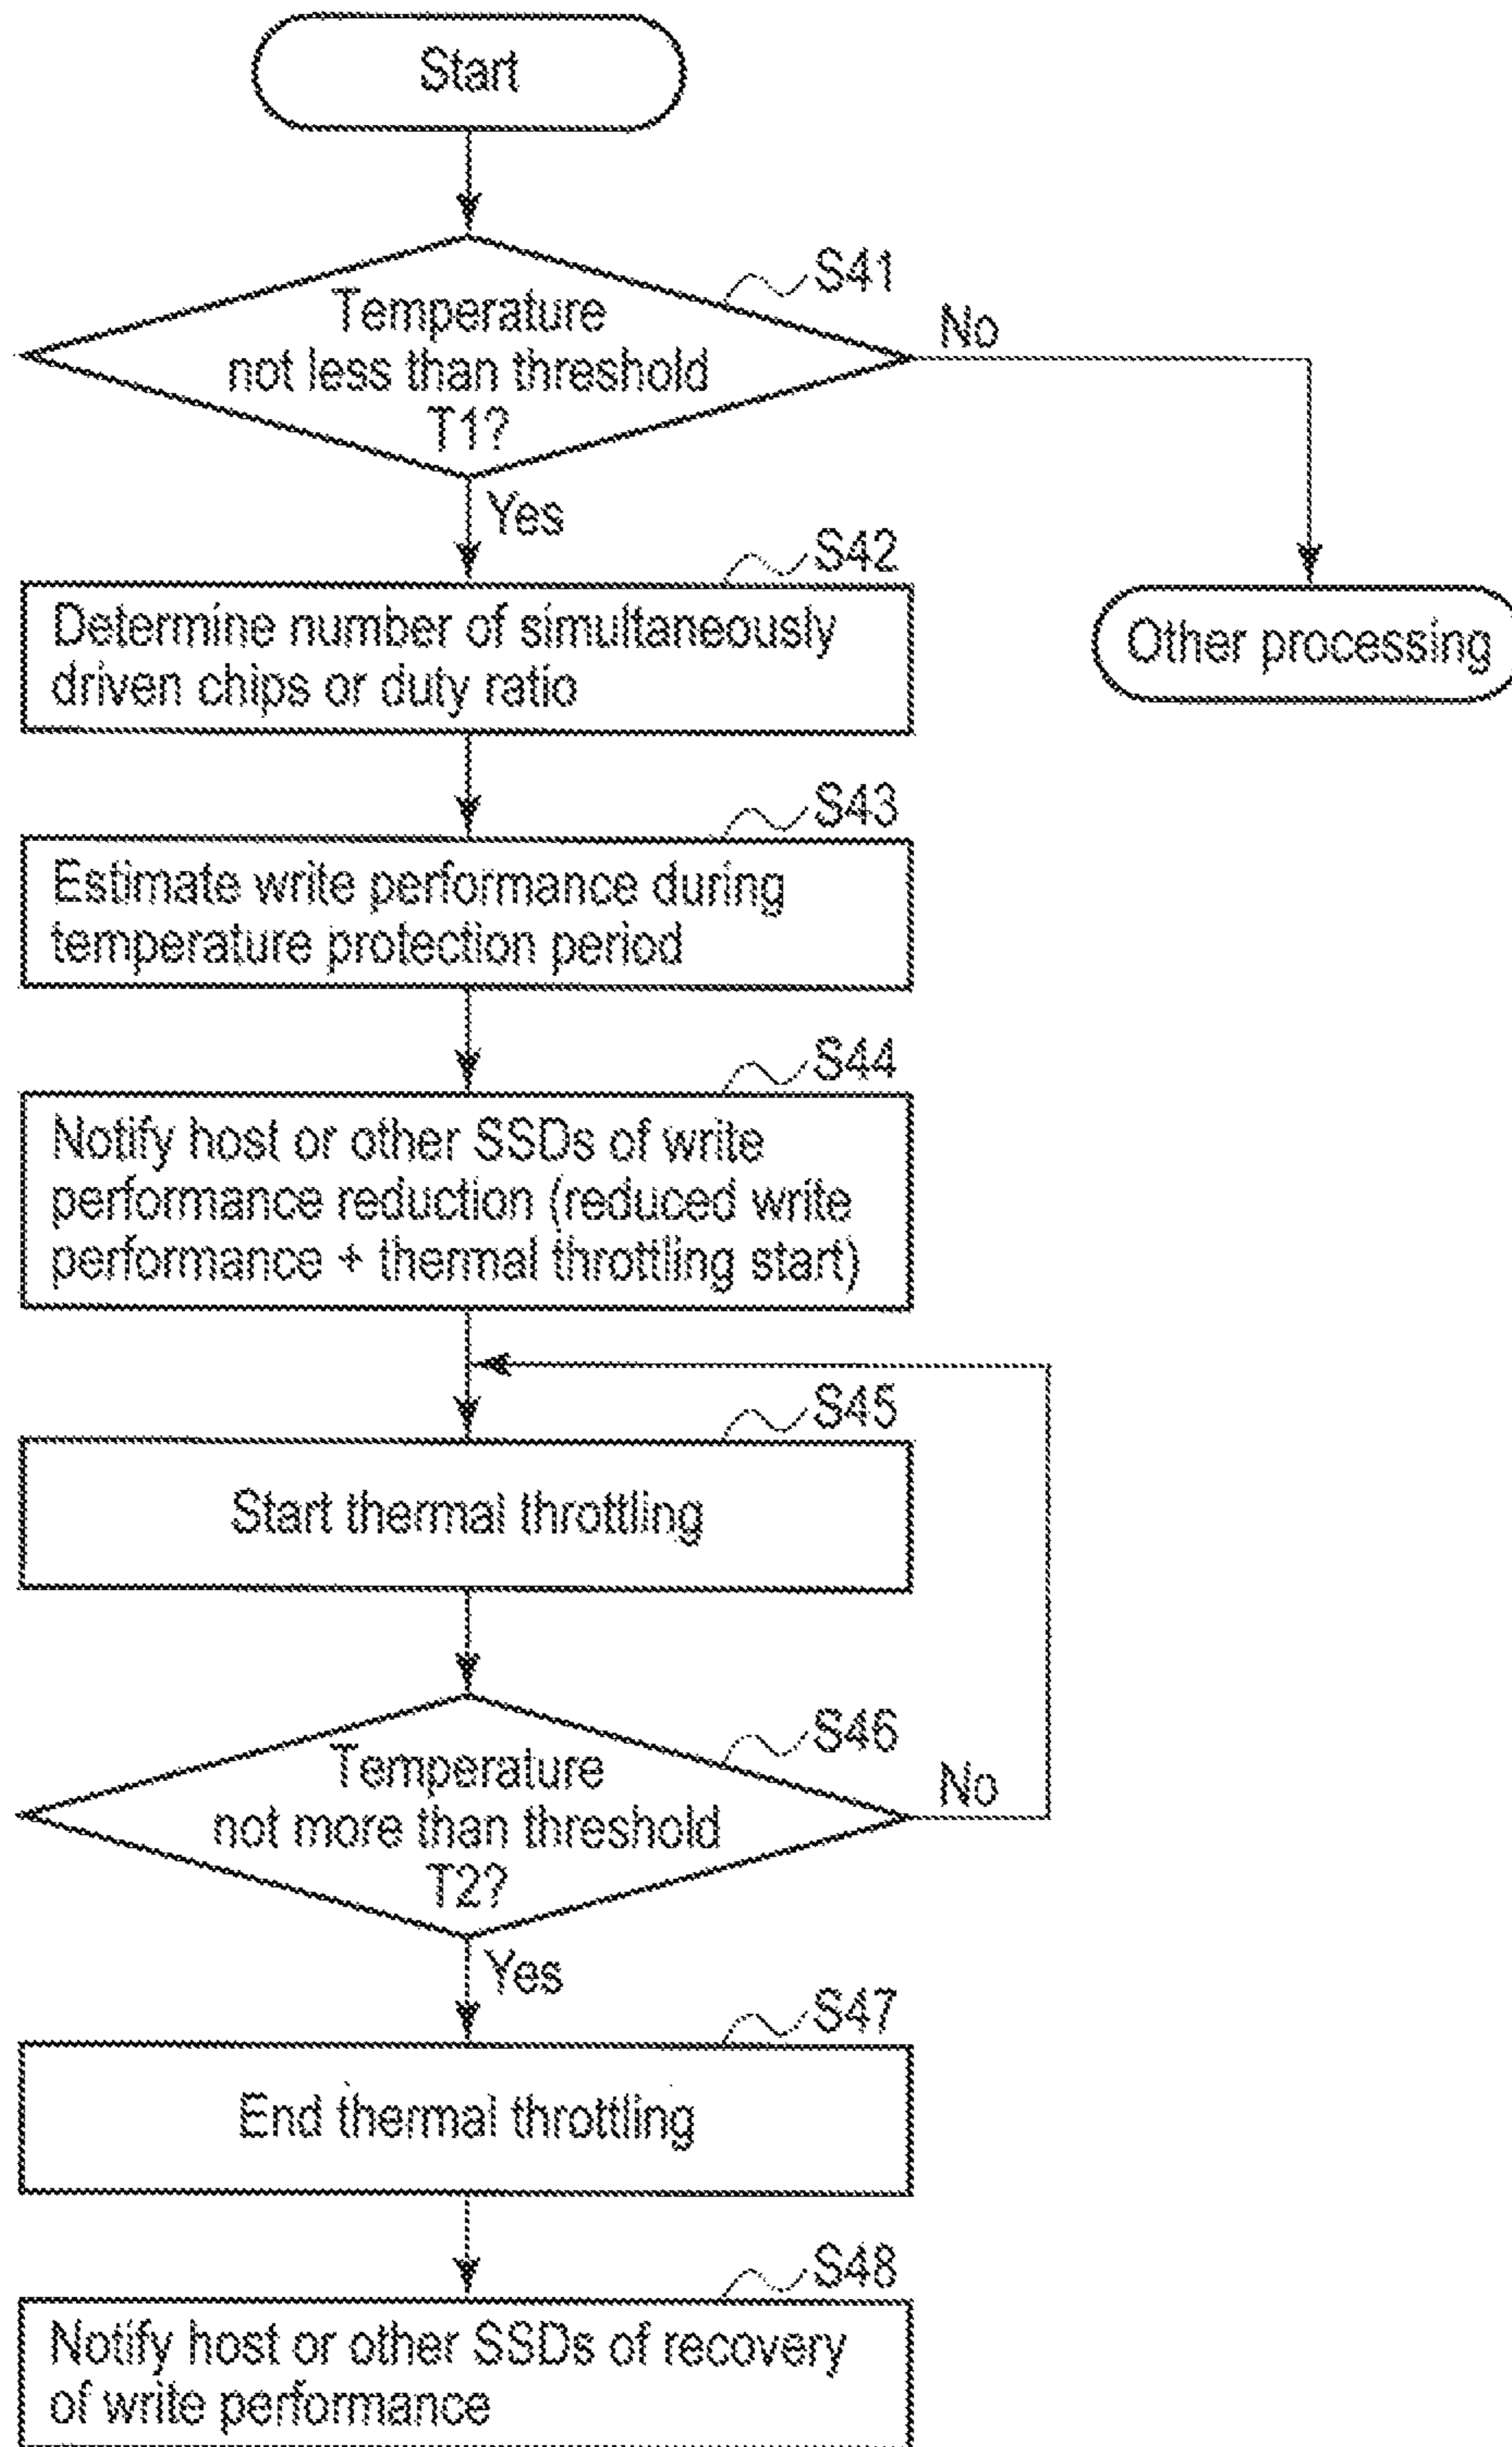 Start
S41
Temperature
not less than threshold
T1?
No
Yes
S42
Determine number of simultaneously
driven chips or duty ratio
Other processing
S43
Estimate write performance during
temperature protection period
S44
Notify host or other SSDs of write
performance reduction (reduced write
performance + thermal throttling start)
S45
Start thermal throttling
S46
Temperature
not more than threshold
T2?
No
Yes
S47
End thermal throttling
S48
Notify host or other SSDs of recovery
of write performance